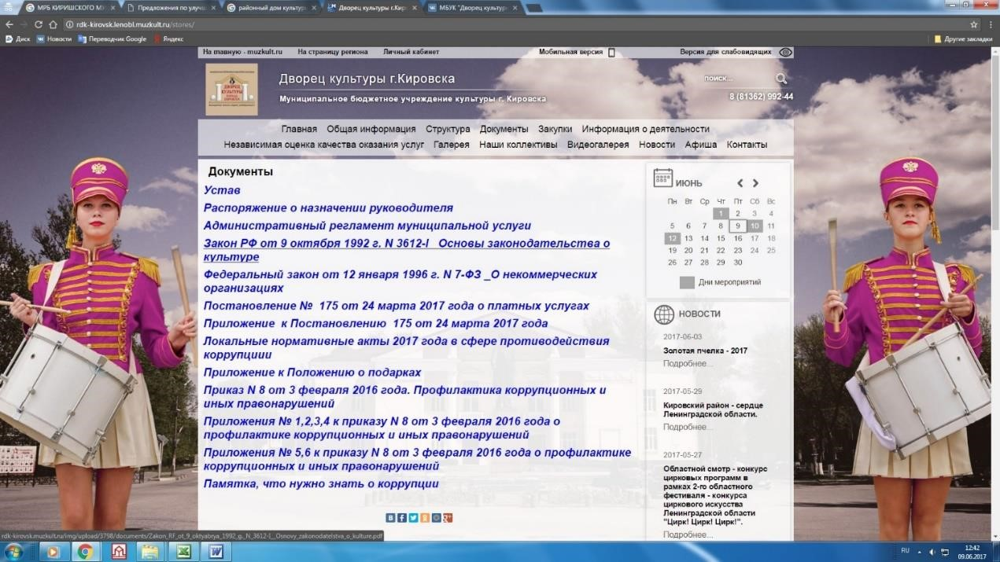 МРБ КИРИШСКОГО МУ
Предложения по улучш
районный дом культуры
Дворец культуры г.Кир
МБУК "Дворец культур
rdk-kirovsk.lenobl.muzkult.ru/stores/
Диск
Новости
Переводчик Google
Яндекс
Другие закладки
На главную - muzkult.ru
На страницу региона
Личный кабинет
Мобильная версия
Версия для слабовидящих
ДВОРЕЦ
КУЛЬТУРЫ
Дворец культуры г.Кировска
Муниципальное бюджетное учреждение культуры г. Кировска
поиск...
8 (81362) 992-44
Главная Общая информация Структура Документы Закупки Информация о деятельности
Независимая оценка качества оказания услуг Галерея Наши коллективы Видеогалерея Новости Афиша Контакты
Документы
Устав
Распоряжение о назначении руководителя
Административный регламент муниципальной услуги
Закон РФ от 9 октября 1992 г. N 3612-I _Основы законодательства о
культуре
Федеральный закон от 12 января 1996 г. N 7-ФЗ _О некоммерческих
организациях
Постановление № 175 от 24 марта 2017 года о платных услугах
Приложение к Постановлению 175 от 24 марта 2017 года
Локальные нормативные акты 2017 года в сфере противодействия
коррупциии
Приложение к Положению о подарках
Приказ N 8 от 3 февраля 2016 года. Профилактика коррупционных и
иных правонарушений
Приложения № 1,2,3,4 к приказу N 8 от 3 февраля 2016 года о
профилактике коррупционных и иных правонарушений
Приложения № 5,6 к приказу N 8 от 3 февраля 2016 года о профилактике
коррупционных и иных правонарушений
Памятка, что нужно знать о коррупции
ИЮНЬ
Пн Вт Ср Чт Пт Сб Вс
1 2 3 4
5 6 7 8 9 10 11
12 13 14 15 16 17 18
19 20 21 22 23 24 25
26 27 28 29 30
Дни мероприятий
НОВОСТИ
2017-06-03
Золотая пчелка - 2017
Подробнее...
2017-05-29
Кировский район - сердце
Ленинградской области.
Подробнее...
2017-05-27
Областной смотр - конкурс
цирковых программ в
рамках 2-го областного
фестиваля - конкурса
циркового искусства
Ленинградской области
"Цирк! Цирк! Цирк!".
Подробнее...
rdk-kirovsk.muzkult.ru/img/upload/3798/documents/Zakon_RF_ot_9_oktyabrya_1992_g._N_3612-I__Osnovy_zakonodatelstva_o_kulture.pdf
RU
12:42
09.06.2017